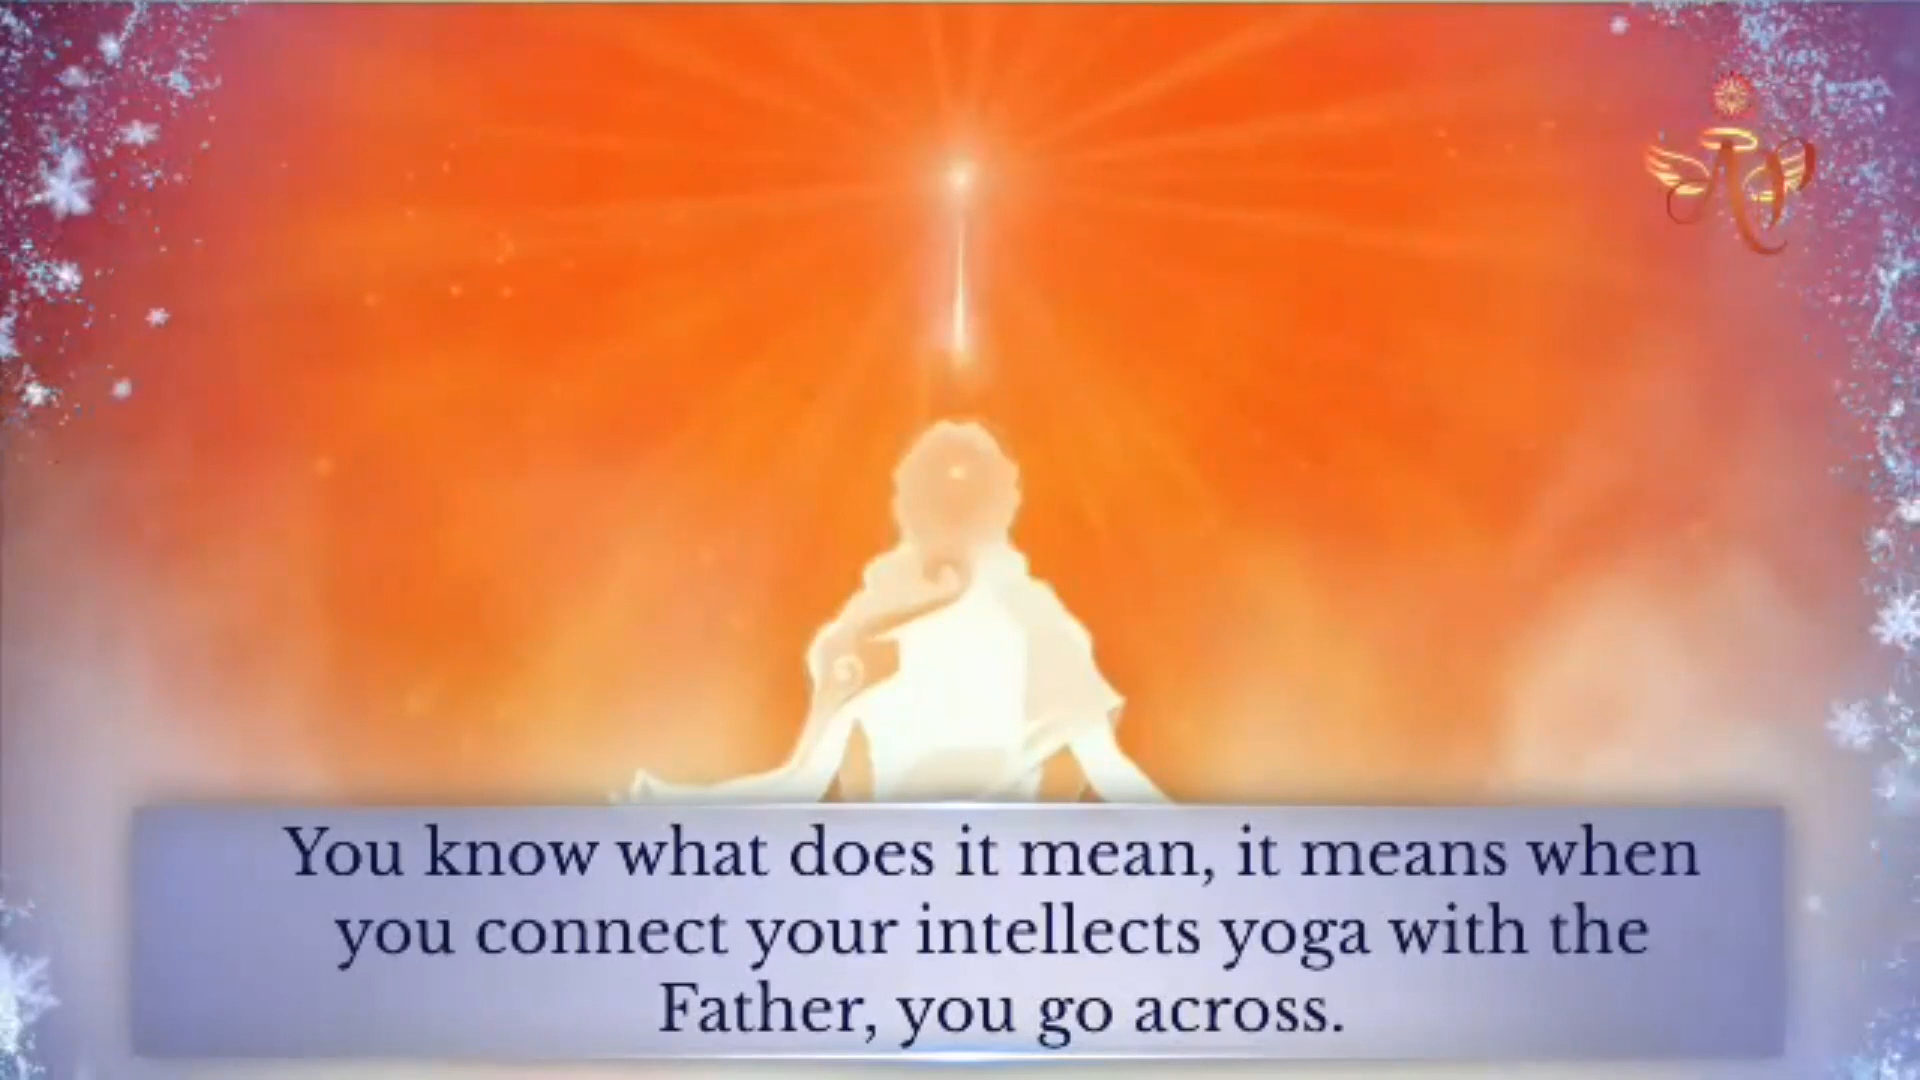 You know what does it mean, it means when
you connect your intellects yoga with the
Father, you go across.